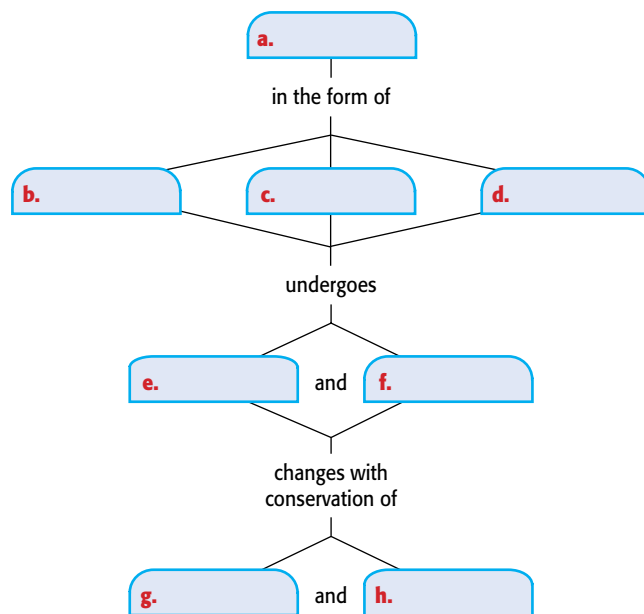 a.
in the form of
b.
c.
d.
undergoes
e.
and
f.
changes with
conservation of
g.
and
h.